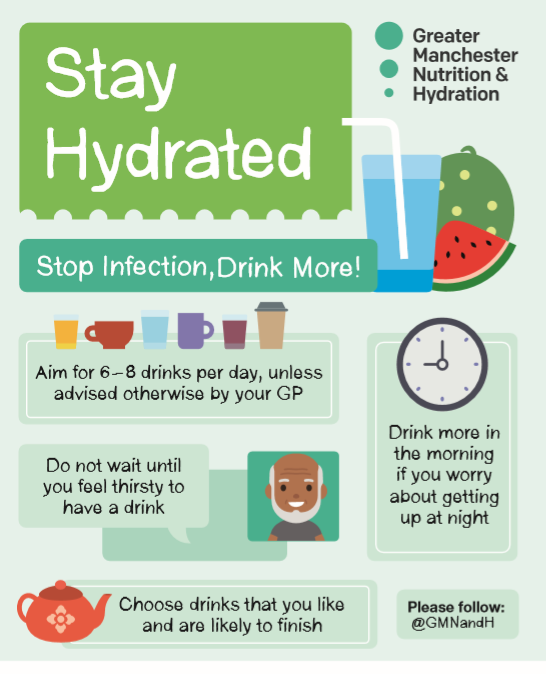 Stay
Hydrated
Greater
Manchester
Nutrition &
Hydration
Stop Infection, Drink More!
Aim for 6–8 drinks per day, unless
advised otherwise by your GP
Drink more in
the morning
if you worry
about getting
up at night
Do not wait until
you feel thirsty to
have a drink
Choose drinks that you like
and are likely to finish
Please follow:
@GMNandH